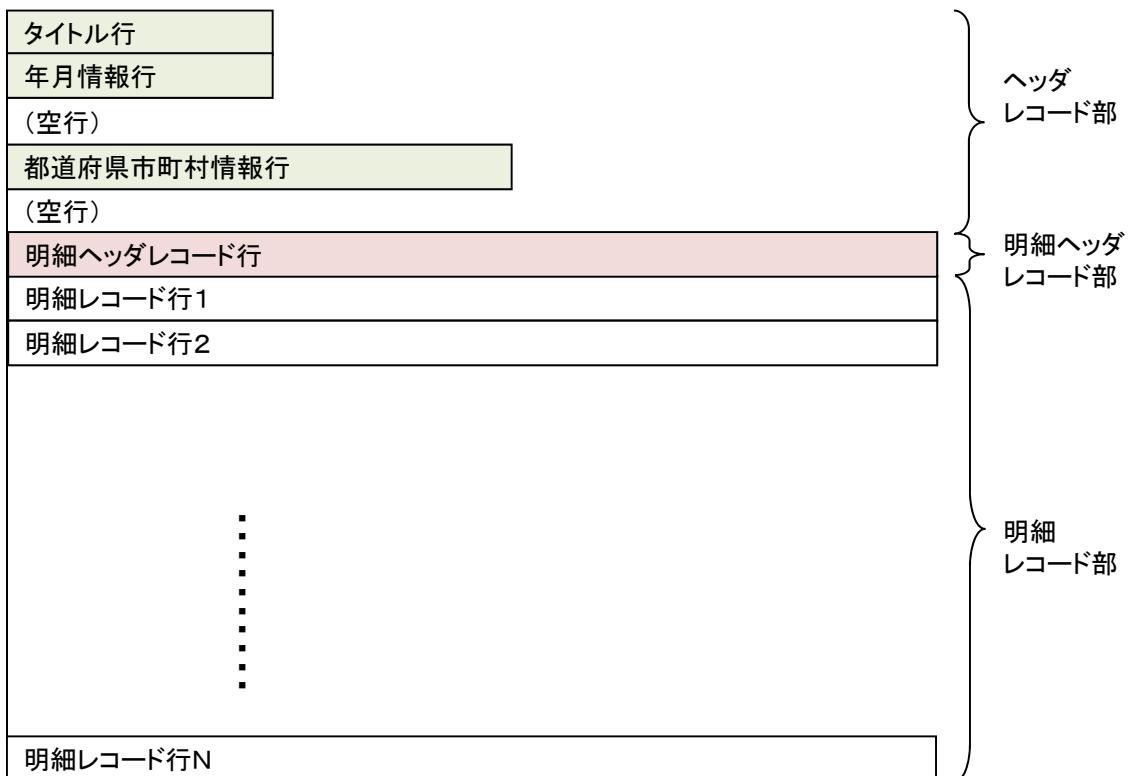 タイトル行
年月情報行
(空行)
都道府県市町村情報行
(空行)
明細ヘッダレコード行
明細レコード行1
明細レコード行2
明細レコード行N
ヘッダ
レコード部
明細ヘッダ
レコード部
明細
レコード部